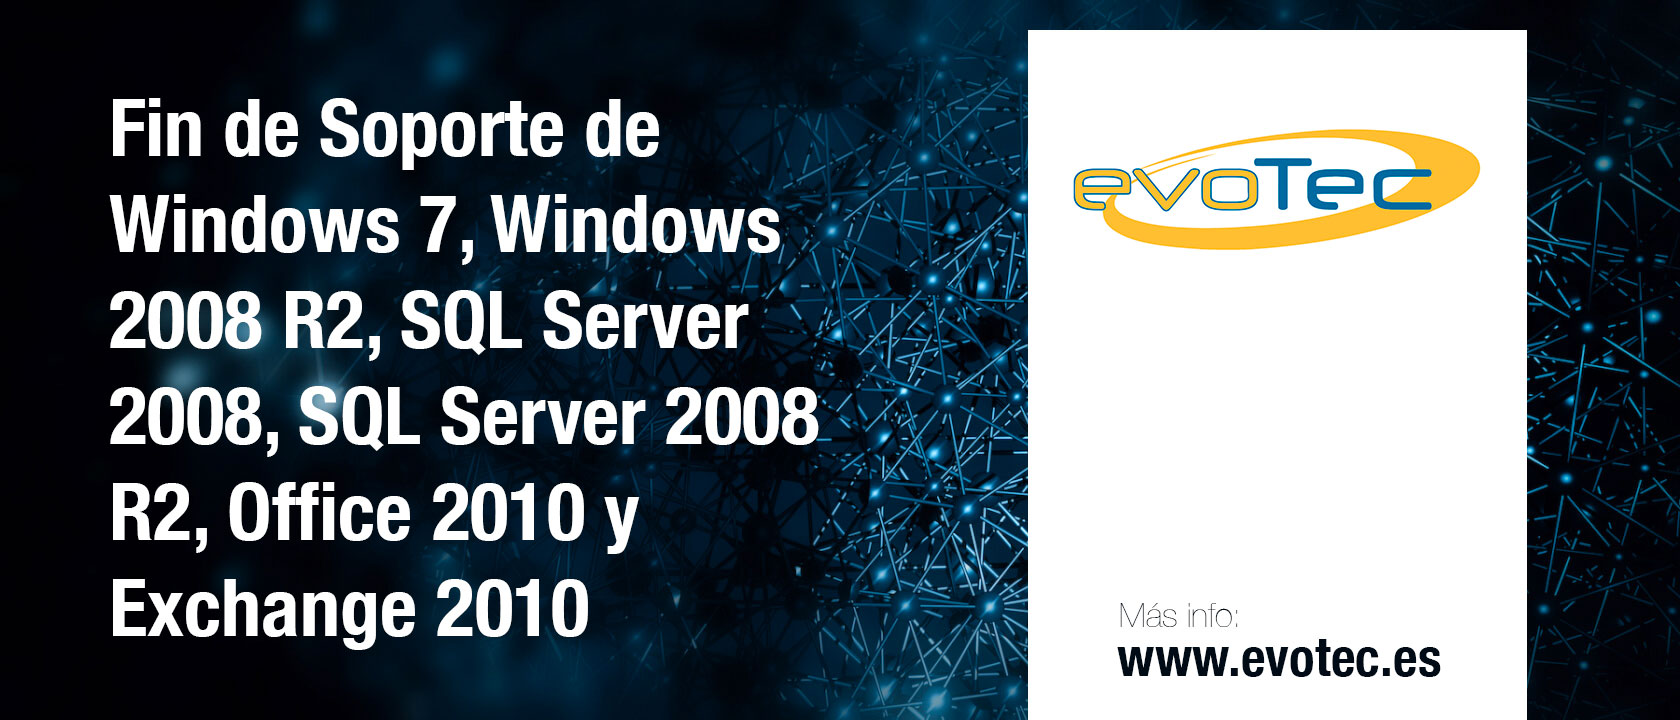 Fin de Soporte de
Windows 7, Windows
2008 R2, SQL Server
2008, SQL Server 2008
R2, Office 2010 y
Exchange 2010
evoTec
Más info:
www.evotec.es